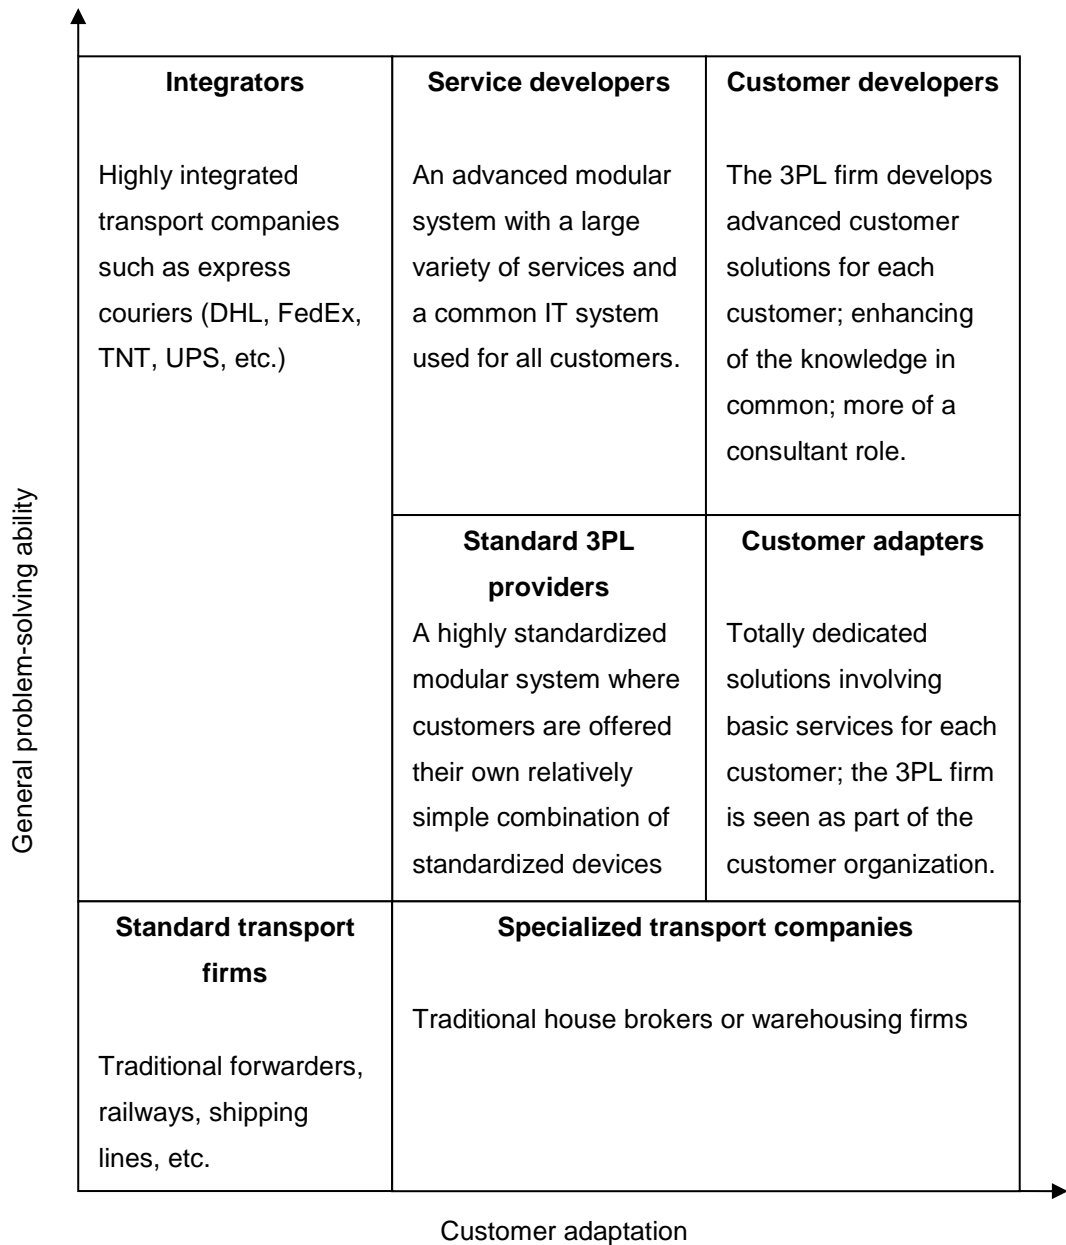 Integrators
Highly integrated
transport companies
such as express
couriers (DHL, FedEx,
TNT, UPS, etc.)
Service developers
An advanced modular
system with a large
variety of services and
a common IT system
used for all customers.
Customer developers
The 3PL firm develops
advanced customer
solutions for each
customer; enhancing
of the knowledge in
common; more of a
consultant role.
General problem-solving ability
Standard 3PL
providers
A highly standardized
modular system where
customers are offered
their own relatively
simple combination of
standardized devices
Customer adapters
Totally dedicated
solutions involving
basic services for each
customer; the 3PL firm
is seen as part of the
customer organization.
Standard transport
firms
Traditional forwarders,
railways, shipping
lines, etc.
Specialized transport companies
Traditional house brokers or warehousing firms
Customer adaptation